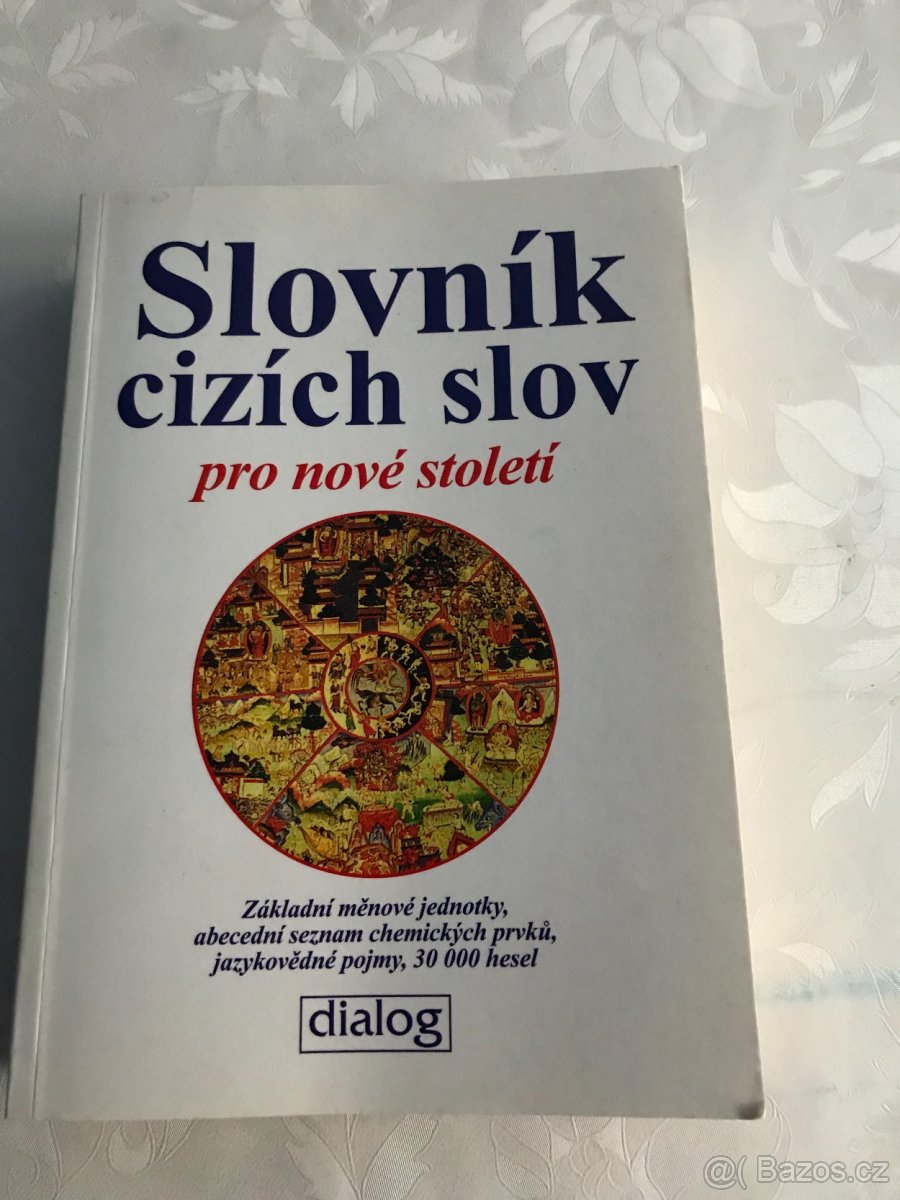 Slovník
cizích slov
pro nové století
Základní měnové jednotky,
abecední seznam chemických prvků,
jazykovědné pojmy, 30 000 hesel
dialog
@( Bazos.cz